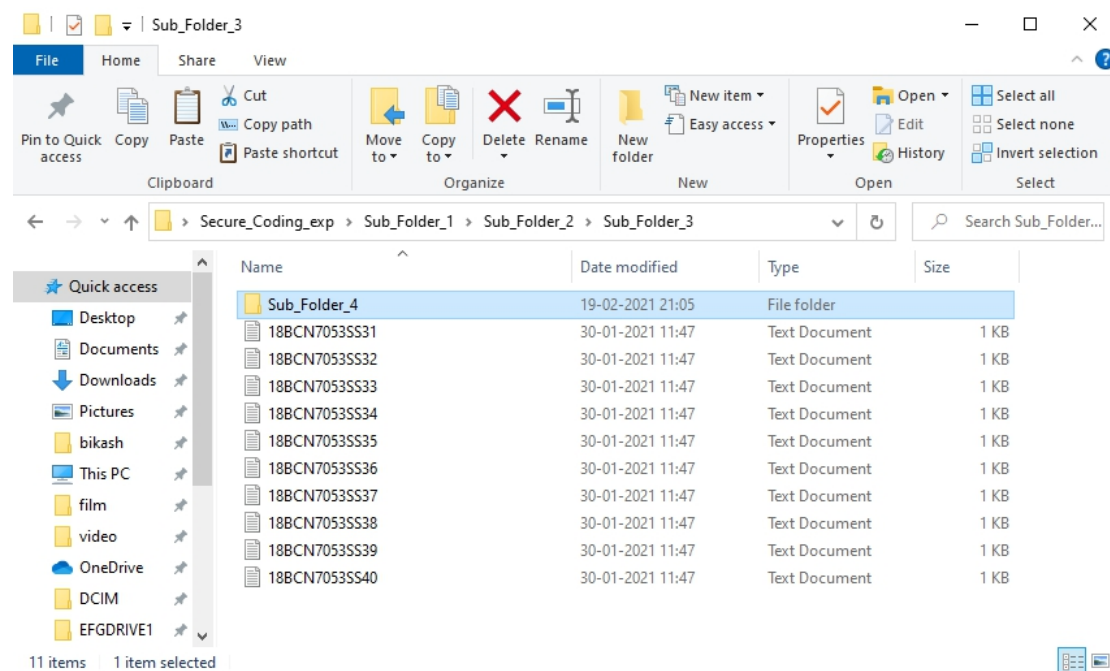 Sub_Folder_3
File Home Share View
Pin to Quick access
Copy
Paste
Cut
Copy path
Paste shortcut
Move to
Copy to
Delete
Rename
New folder
New item
Easy access
Properties
Open
Edit
History
Select all
Select none
Invert selection
Clipboard Organize New Open Select
Secure_Coding_exp > Sub_Folder_1 > Sub_Folder_2 > Sub_Folder_3
Search Sub_Folder...
Quick access
Desktop
Documents
Downloads
Pictures
bikash
This PC
film
video
OneDrive
DCIM
EFGDRIVE1
Name Date modified Type Size
Sub_Folder_4 19-02-2021 21:05 File folder
18BCN7053SS31 30-01-2021 11:47 Text Document 1 KB
18BCN7053SS32 30-01-2021 11:47 Text Document 1 KB
18BCN7053SS33 30-01-2021 11:47 Text Document 1 KB
18BCN7053SS34 30-01-2021 11:47 Text Document 1 KB
18BCN7053SS35 30-01-2021 11:47 Text Document 1 KB
18BCN7053SS36 30-01-2021 11:47 Text Document 1 KB
18BCN7053SS37 30-01-2021 11:47 Text Document 1 KB
18BCN7053SS38 30-01-2021 11:47 Text Document 1 KB
18BCN7053SS39 30-01-2021 11:47 Text Document 1 KB
18BCN7053SS40 30-01-2021 11:47 Text Document 1 KB
11 items 1 item selected